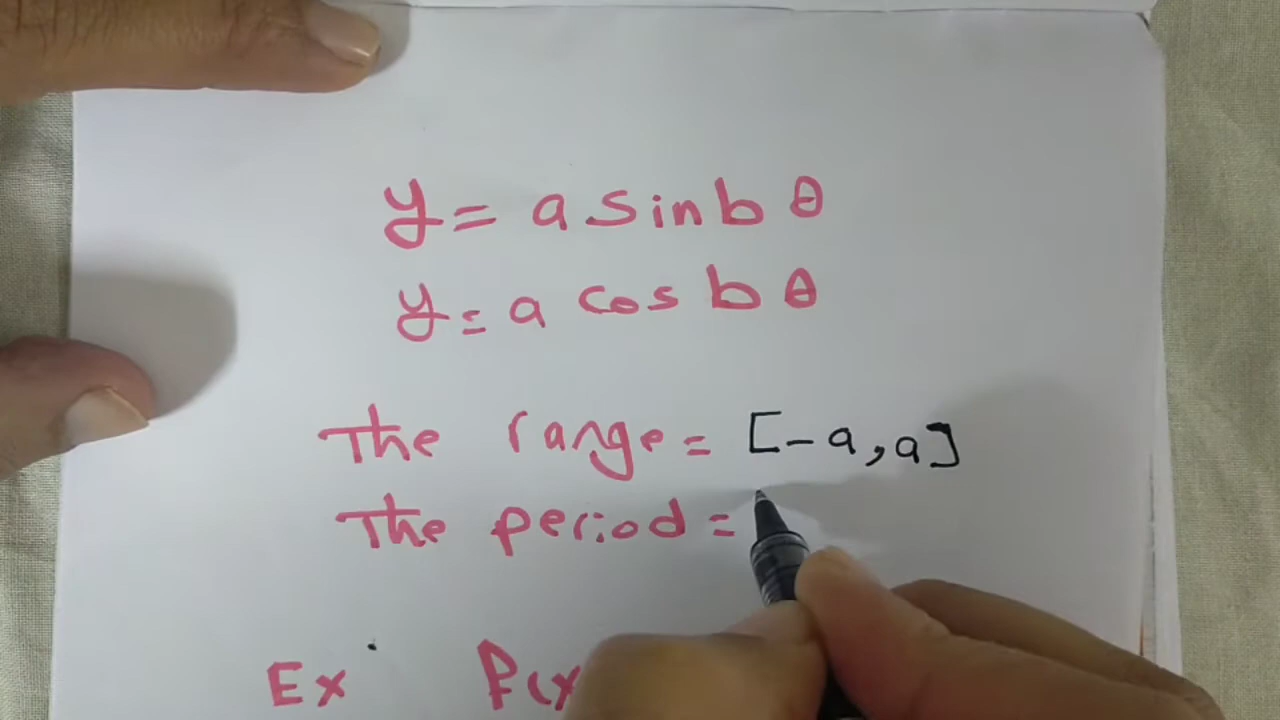 y = a sin b θ
y = a cos b θ
The range = [-a, a]
The period =
Ex